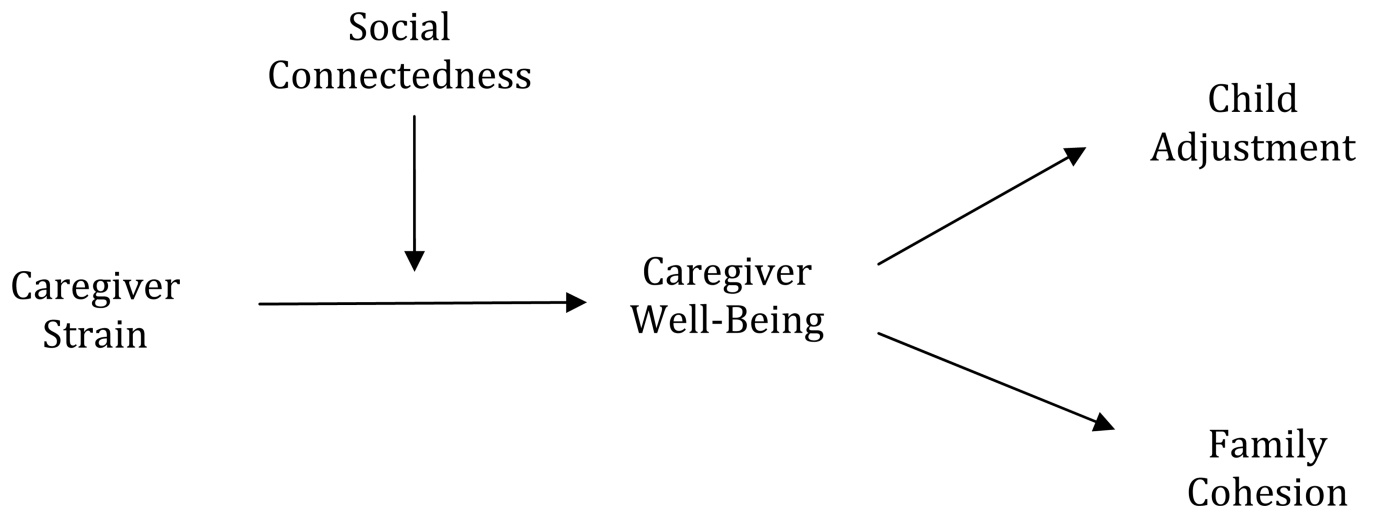 Social
Connectedness
Child
Adjustment
Caregiver
Strain
Caregiver
Well-Being
Family
Cohesion